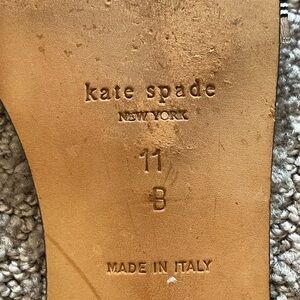 kate spade
NEW YORK
11
B
MADE IN ITALY